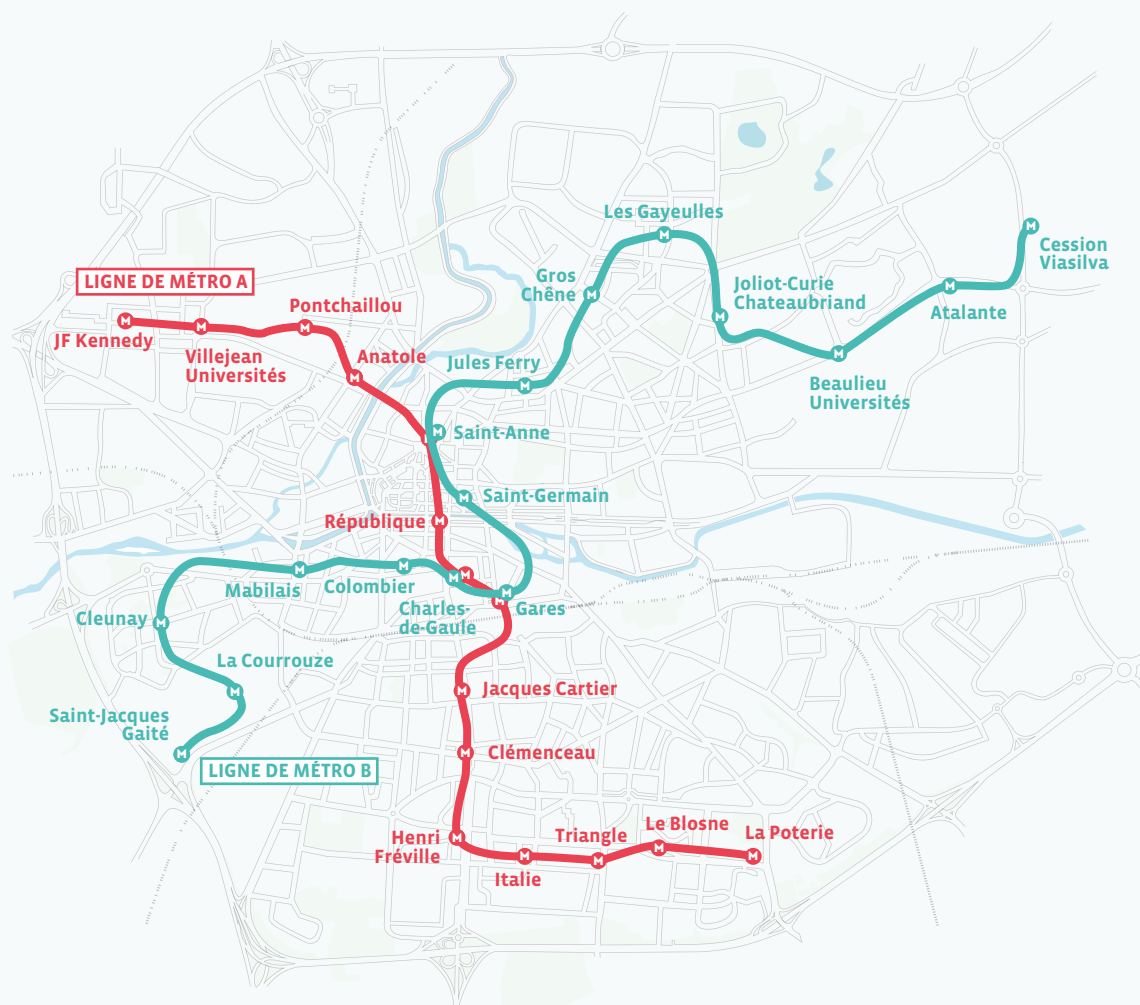 Les Gayeulles
Cession
Viasilva
LIGNE DE MÉTRO A
Gros
Chêne
Joliot-Curie
Chateaubriand
Pontchaillou
Atalante
JF Kennedy
Villejean
Universités
Anatole
Jules Ferry
Beaulieu
Universités
Saint-Anne
Saint-Germain
République
Mabilais
Colombier
Charles-
de-Gaule
Gares
Cleunay
La Courrouze
Jacques Cartier
Saint-Jacques
Gaité
Clémenceau
LIGNE DE MÉTRO B
Henri
Fréville
Triangle
Le Blosne
La Poterie
Italie